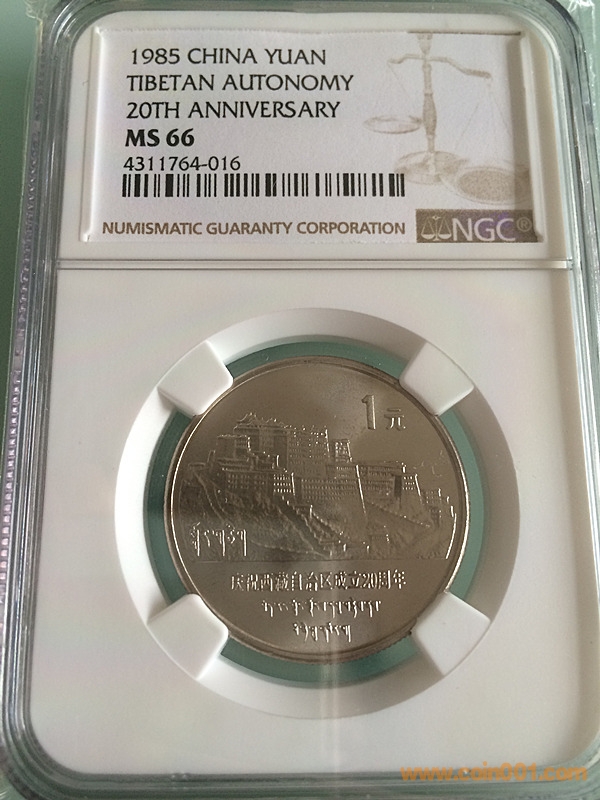 1985 CHINA YUAN
TIBETAN AUTONOMY
20TH ANNIVERSARY
MS 66
4311764-016
NUMISMATIC GUARANTY CORPORATION NGC®
1元
庆祝西藏自治区成立20周年
www.coin001.com